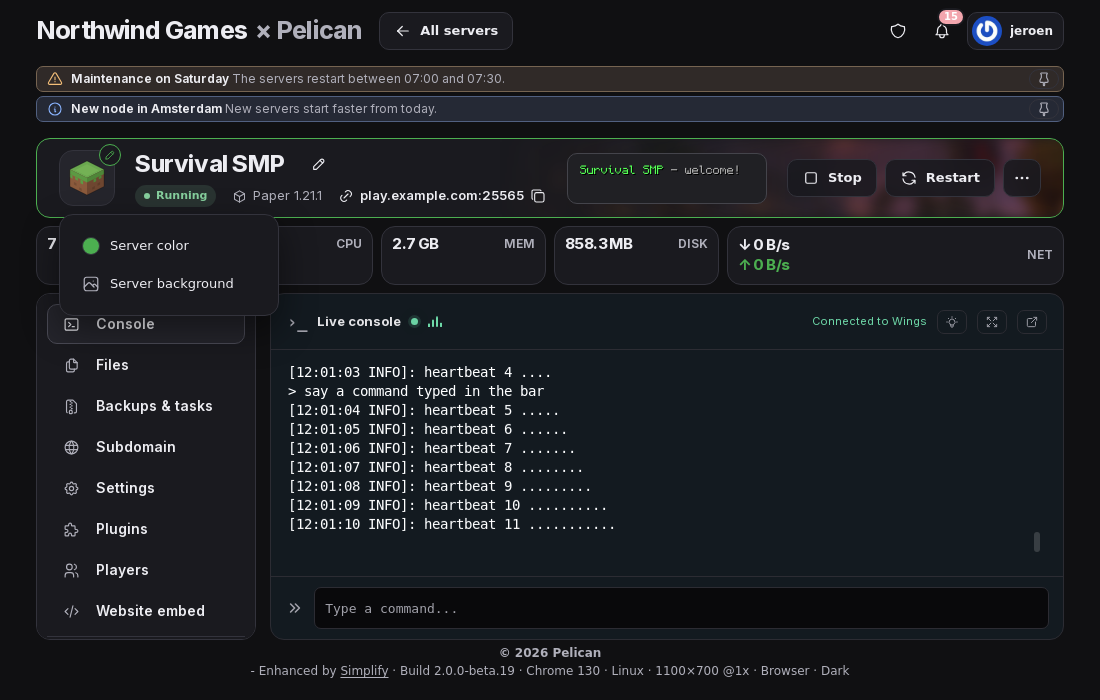 Northwind Games × Pelican
All servers
15
jeroen
Maintenance on Saturday The servers restart between 07:00 and 07:30.
New node in Amsterdam New servers start faster from today.
Survival SMP
Running
Paper 1.21.1
play.example.com:25565
Survival SMP — welcome!
Stop
Restart
7
CPU
2.7 GB
MEM
858.3 MB
DISK
↓ 0 B/s
↑ 0 B/s
NET
Server color
Server background
Console
Files
Backups & tasks
Subdomain
Settings
Plugins
Players
Website embed
Live console
Connected to Wings
[12:01:03 INFO]: heartbeat 4 ....
> say a command typed in the bar
[12:01:04 INFO]: heartbeat 5 .....
[12:01:05 INFO]: heartbeat 6 ......
[12:01:06 INFO]: heartbeat 7 .......
[12:01:07 INFO]: heartbeat 8 ........
[12:01:08 INFO]: heartbeat 9 .........
[12:01:09 INFO]: heartbeat 10 ..........
[12:01:10 INFO]: heartbeat 11 ...........
Type a command...
© 2026 Pelican
- Enhanced by Simplify · Build 2.0.0-beta.19 · Chrome 130 · Linux · 1100×700 @1x · Browser · Dark